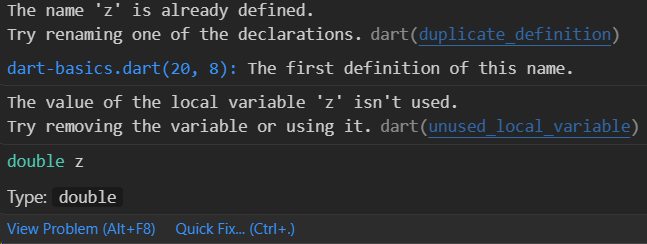 The name 'z' is already defined.
Try renaming one of the declarations. dart(duplicate_definition)
dart-basics.dart(20, 8): The first definition of this name.
The value of the local variable 'z' isn't used.
Try removing the variable or using it. dart(unused_local_variable)
double z
Type: double
View Problem (Alt+F8) Quick Fix... (Ctrl+.)